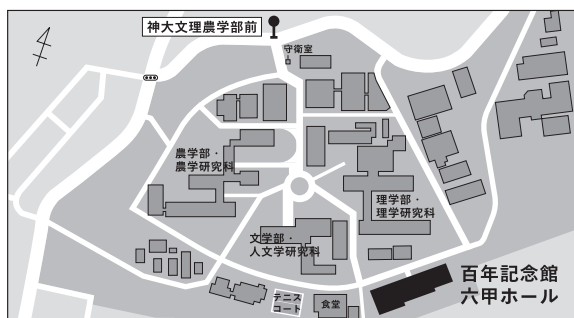 神大文理農学部前
守衛室
農学部・
農学研究科
理学部・
理学研究科
文学部・
人文学研究科
百年記念館
六甲ホール
テニス
コート
食堂